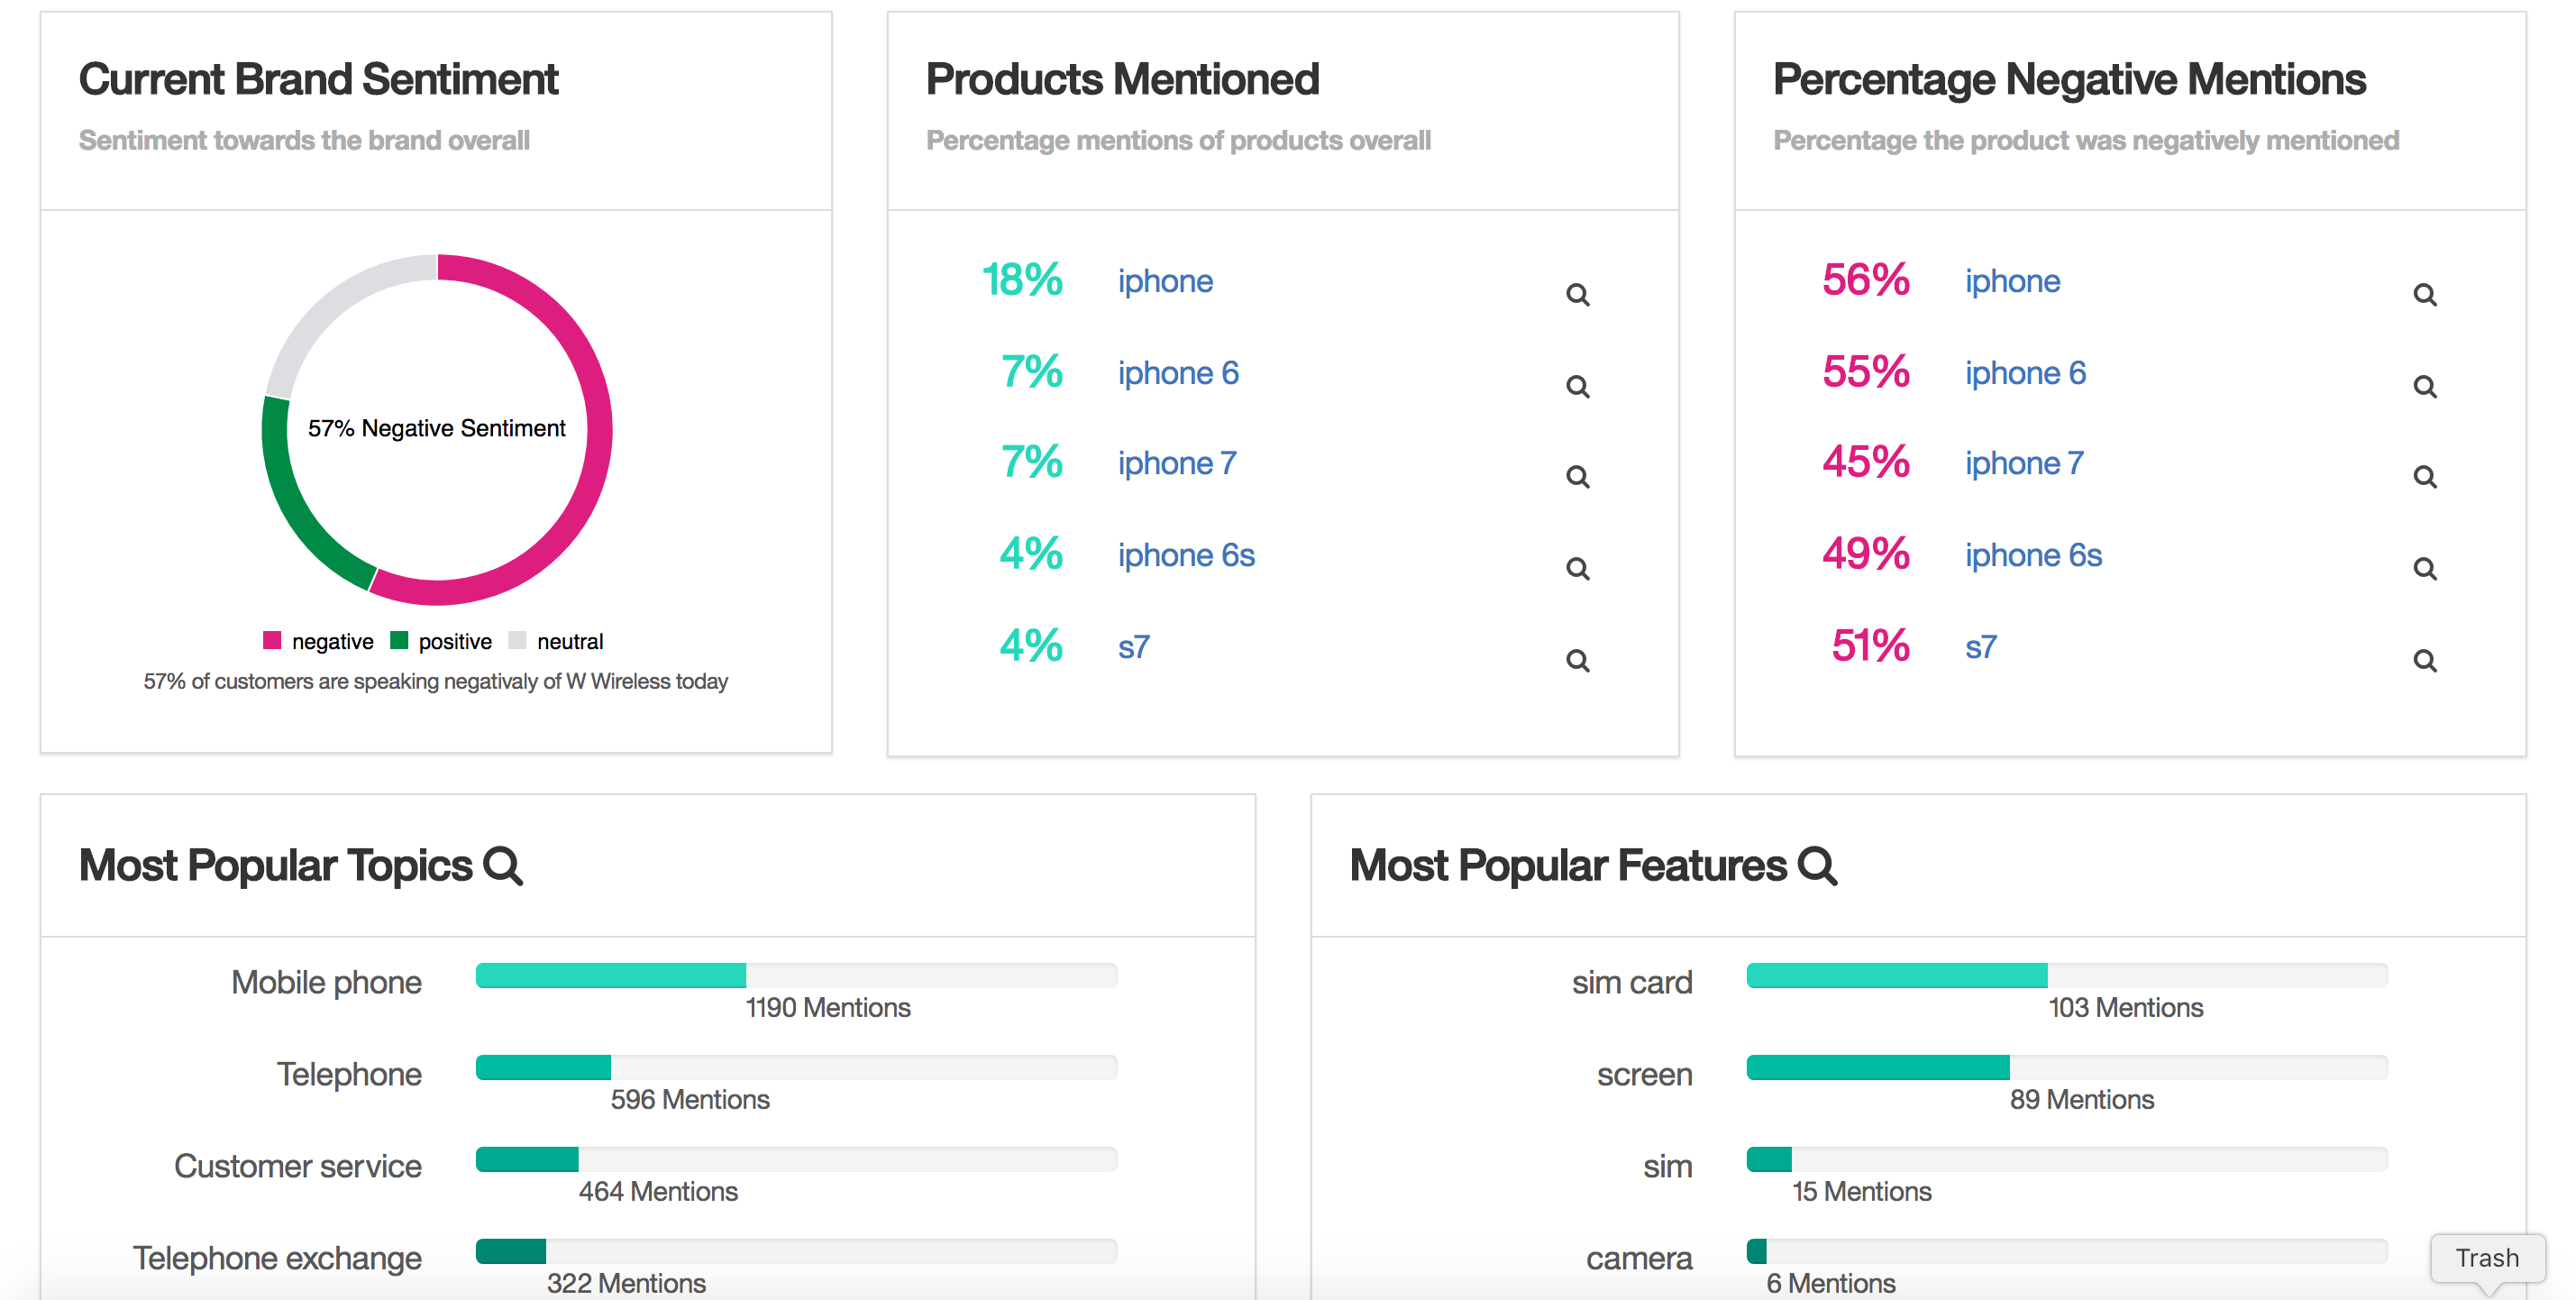 Current Brand Sentiment
Sentiment towards the brand overall
57% Negative Sentiment
negative positive neutral
57% of customers are speaking negativaly of W Wireless today
Products Mentioned
Percentage mentions of products overall
18% iphone
7% iphone 6
7% iphone 7
4% iphone 6s
4% s7
Percentage Negative Mentions
Percentage the product was negatively mentioned
56% iphone
55% iphone 6
45% iphone 7
49% iphone 6s
51% s7
Most Popular Topics
Mobile phone
1190 Mentions
Telephone
596 Mentions
Customer service
464 Mentions
Telephone exchange
322 Mentions
Most Popular Features
sim card
103 Mentions
screen
89 Mentions
sim
15 Mentions
camera
6 Mentions
Trash